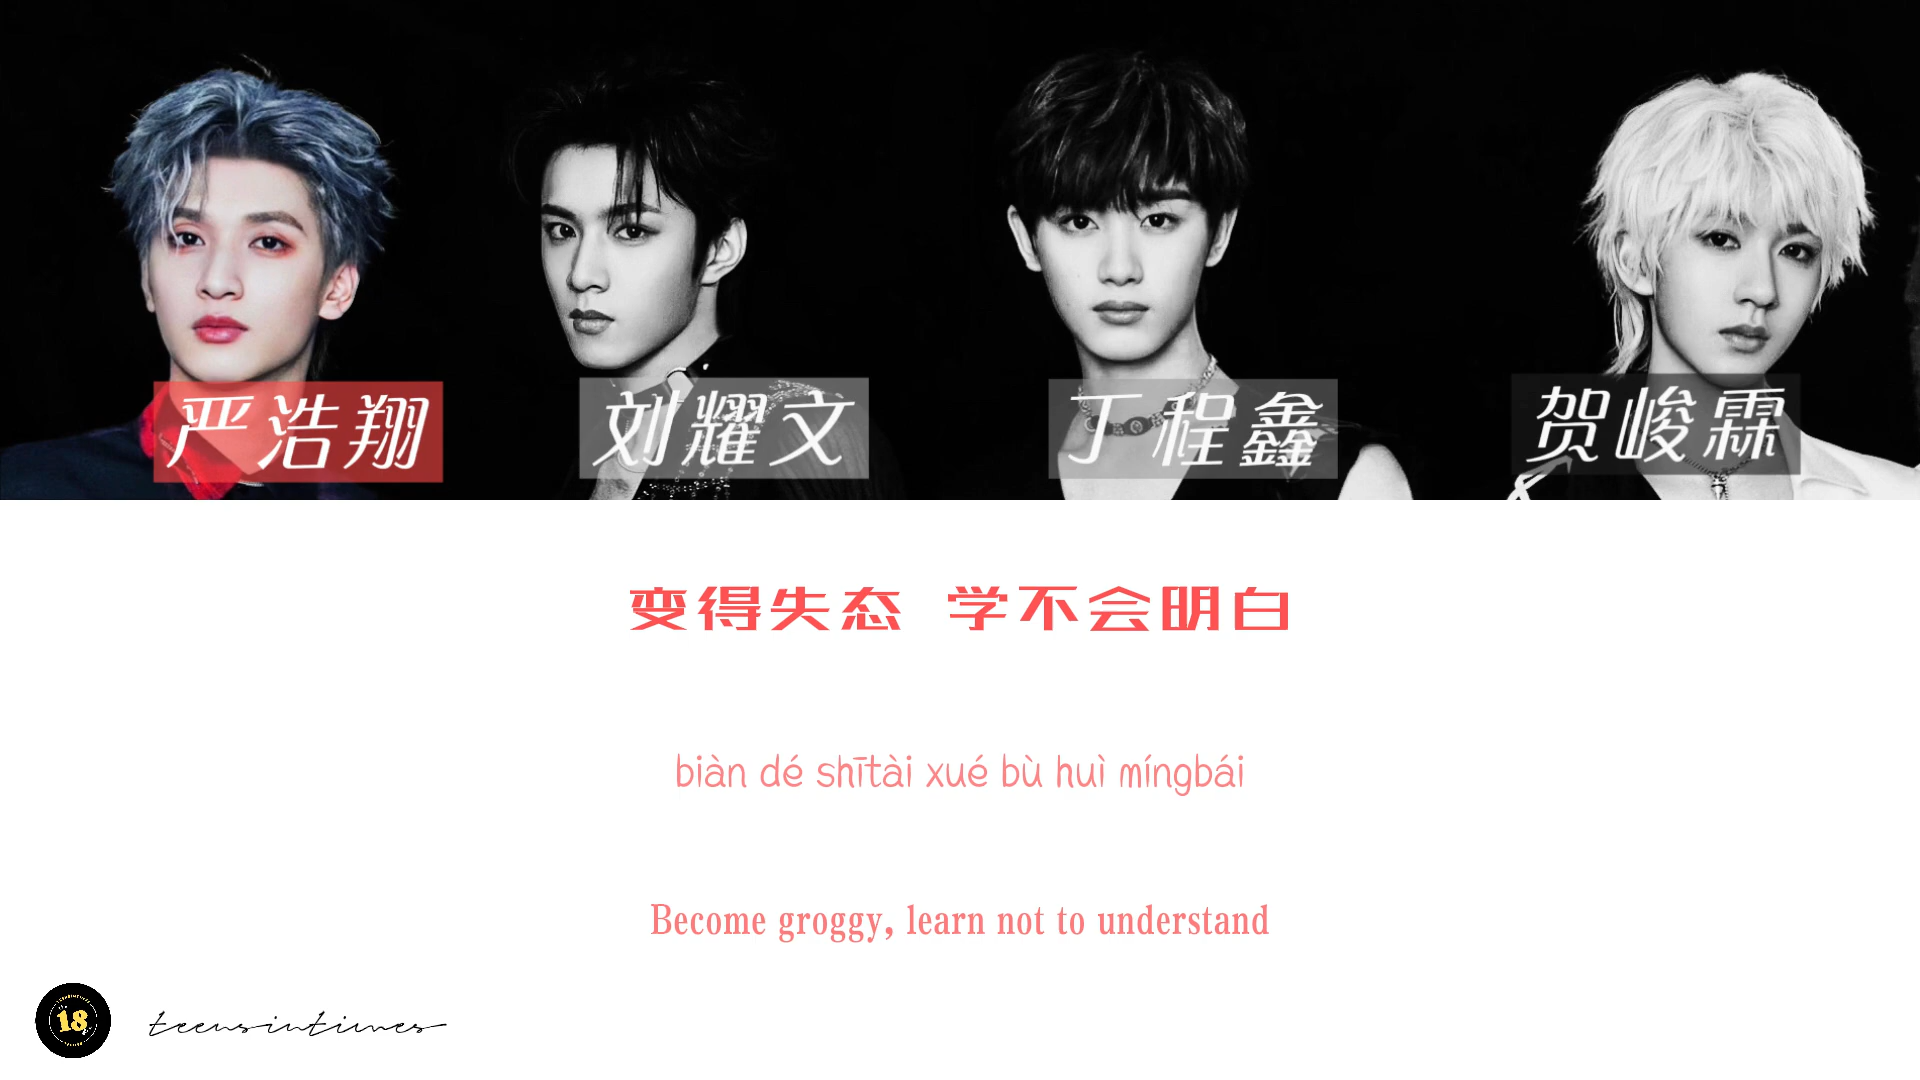 严浩翔
刘耀文
丁程鑫
贺峻霖
变得失态 学不会明白
biàn dé shītài xué bù huì míngbái
Become groggy, learn not to understand
18
teensintimes